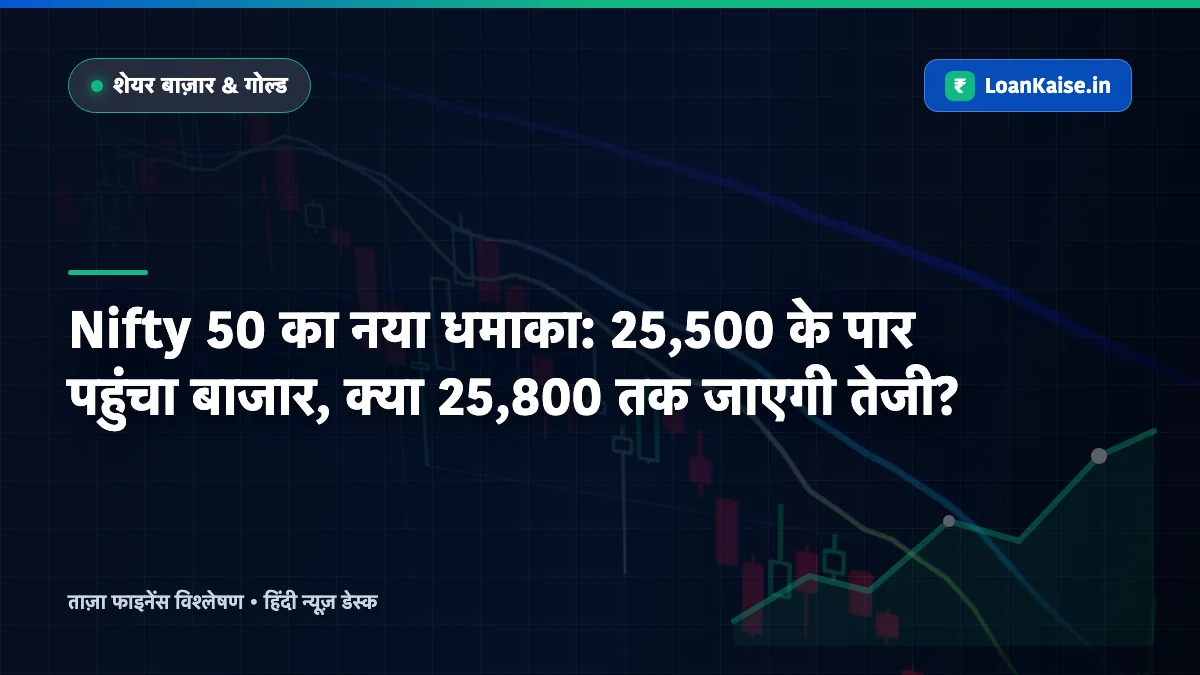 शेयर बाज़ार & गोल्ड
₹ LoanKaise.in
Nifty 50 का नया धमाका: 25,500 के पार
पहुंचा बाजार, क्या 25,800 तक जाएगी तेजी?
ताज़ा फाइनेंस विश्लेषण • हिंदी न्यूज़ डेस्क